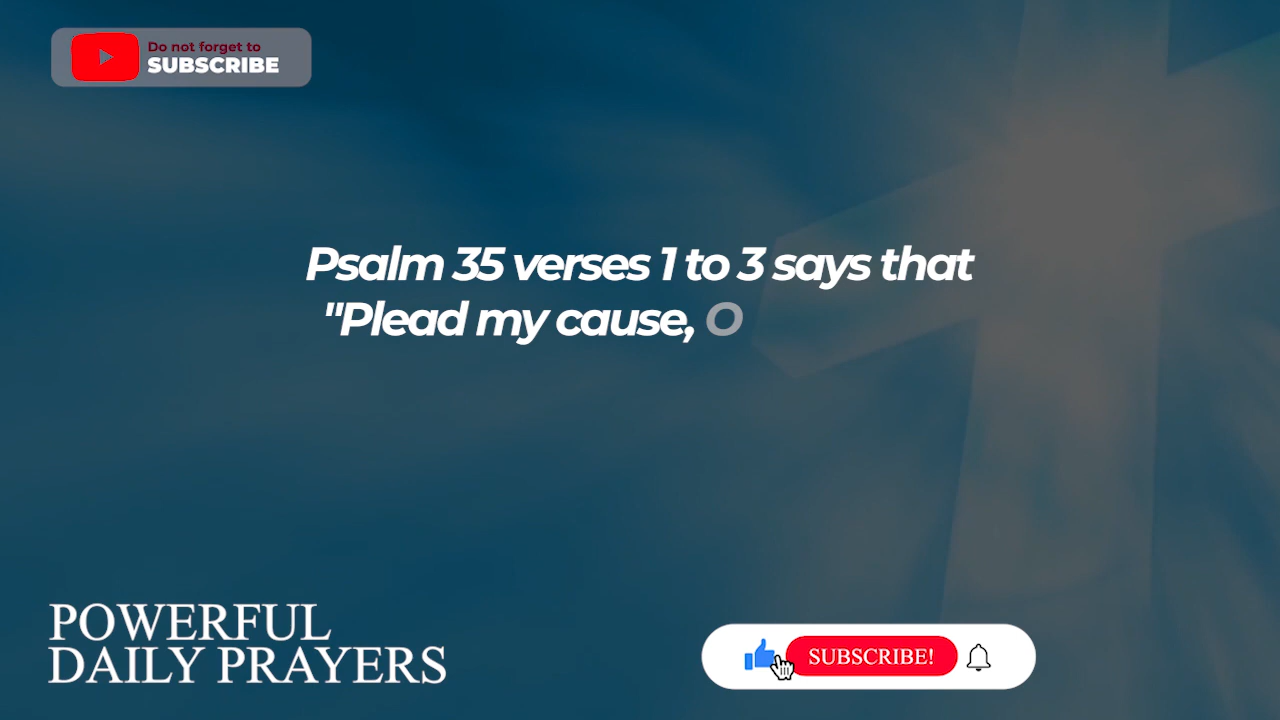 Do not forget to
SUBSCRIBE
Psalm 35 verses 1 to 3 says that
"Plead my cause, O
POWERFUL
DAILY PRAYERS
SUBSCRIBE!